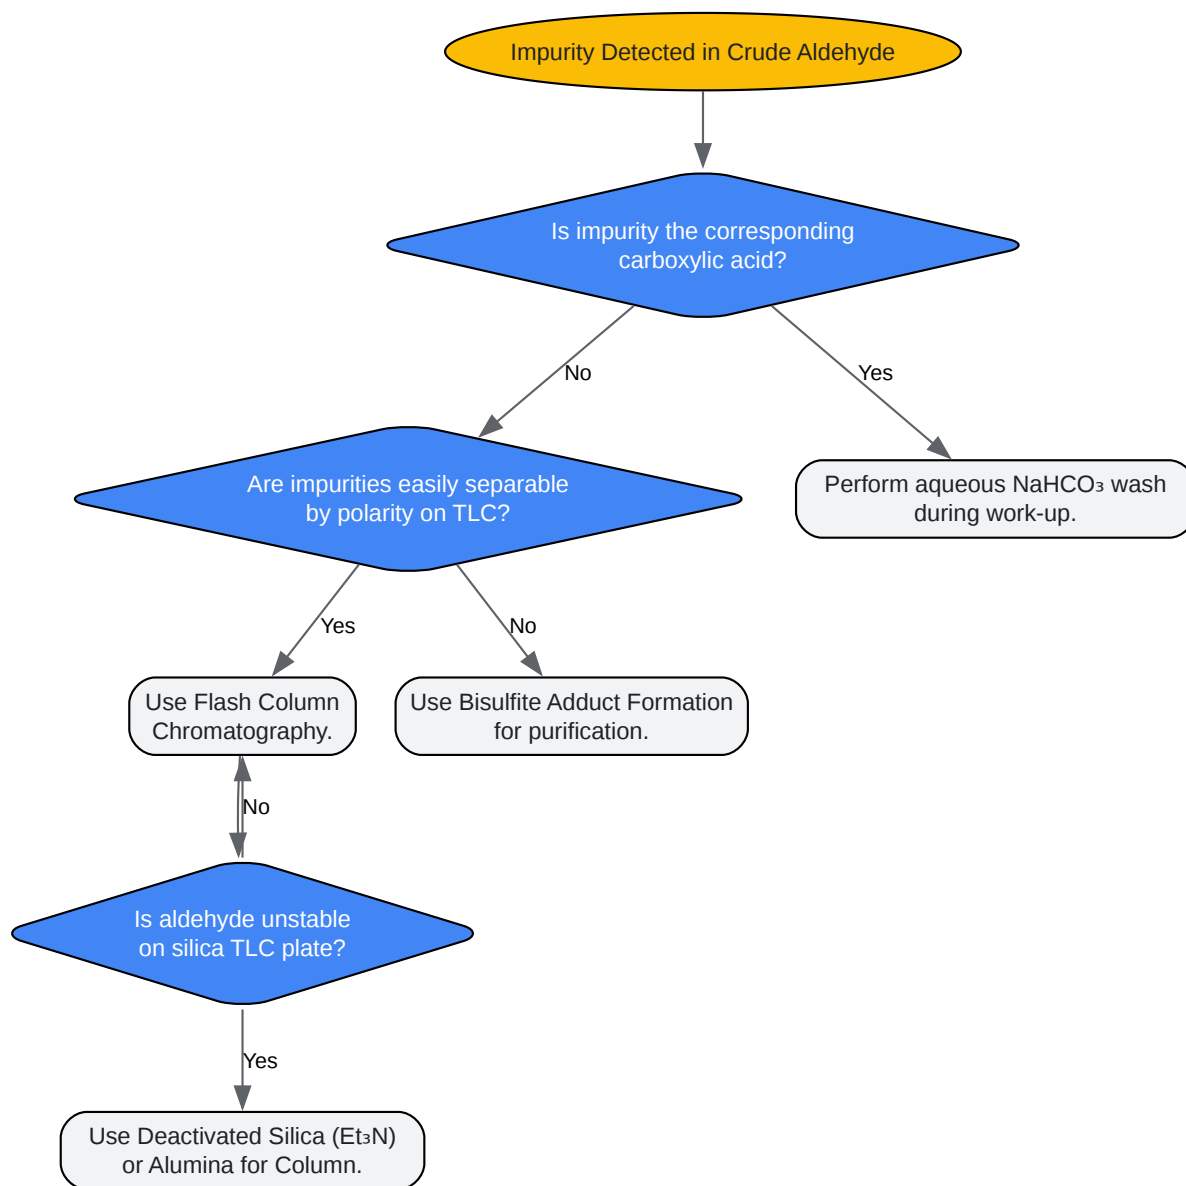 Impurity Detected in Crude Aldehyde
Is impurity the corresponding
carboxylic acid?
No
Yes
Are impurities easily separable
by polarity on TLC?
Perform aqueous NaHCO₃ wash
during work-up.
Yes
No
Use Flash Column
Chromatography.
Use Bisulfite Adduct Formation
for purification.
No
Is aldehyde unstable
on silica TLC plate?
Yes
Use Deactivated Silica (Et₃N)
or Alumina for Column.